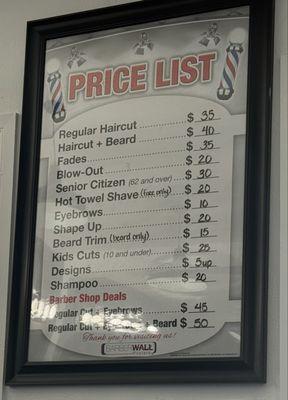 PRICE LIST
Regular Haircut $ 35
Haircut + Beard $ 40
Fades $ 35
Blow-Out $ 20
Senior Citizen (62 and over) $ 30
Hot Towel Shave (face only) $ 20
Eyebrows $ 10
Shape Up $ 20
Beard Trim (beard only) $ 15
Kids Cuts (10 and under) $ 25
Designs $ 5up
Shampoo $ 20
Barber Shop Deals
Regular Cut + Eyebrows $ 45
Regular Cut + Eyebrows + Beard $ 50
Thank you for visiting us!
BARBERWALL